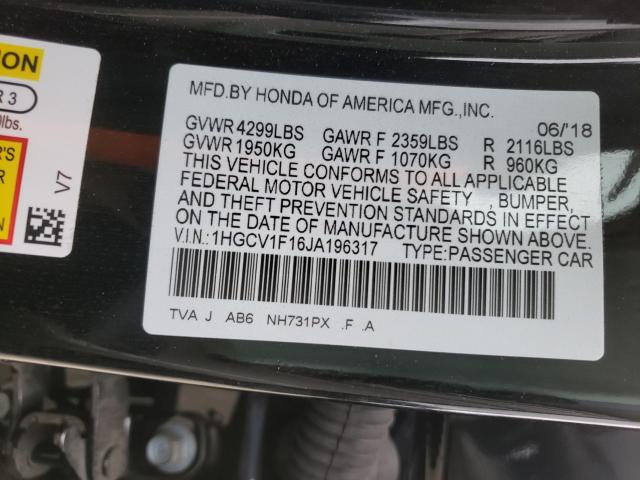 TION
R 3
lbs.
R'S
R
V7
MFD.BY HONDA OF AMERICA MFG.,INC.
06/'18
GVWR 4299LBS GAWR F 2359LBS R 2116LBS
GVWR 1950KG GAWR F 1070KG R 960KG
THIS VEHICLE CONFORMS TO ALL APPLICABLE
FEDERAL MOTOR VEHICLE SAFETY , BUMPER,
AND THEFT PREVENTION STANDARDS IN EFFECT
ON THE DATE OF MANUFACTURE SHOWN ABOVE.
V.I.N.:1HGCV1F16JA196317 TYPE:PASSENGER CAR
TVA J AB6 NH731PX .F .A